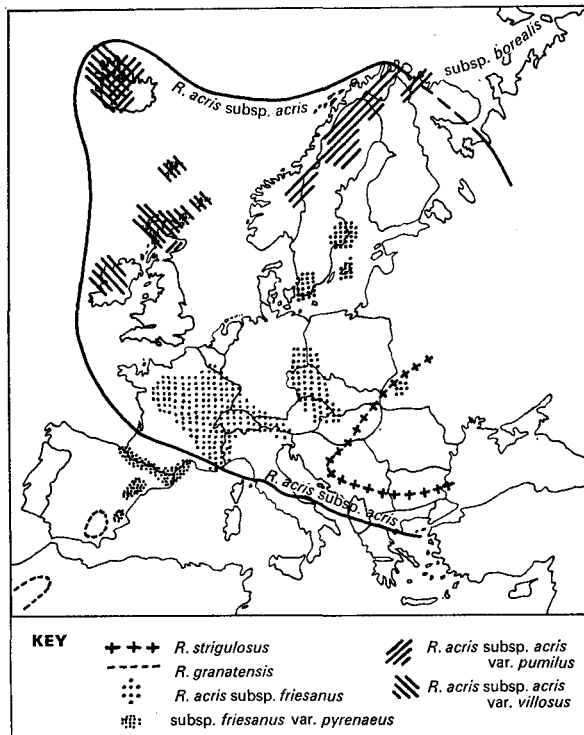 subsp. borealis
R. acris subsp. acris
R. acris subsp. acris
KEY
R. strigulosus
R. granatensis
R. acris subsp. friesanus
subsp. friesanus var. pyrenaeus
R. acris subsp. acris
var. pumilus
R. acris subsp. acris
var. villosus